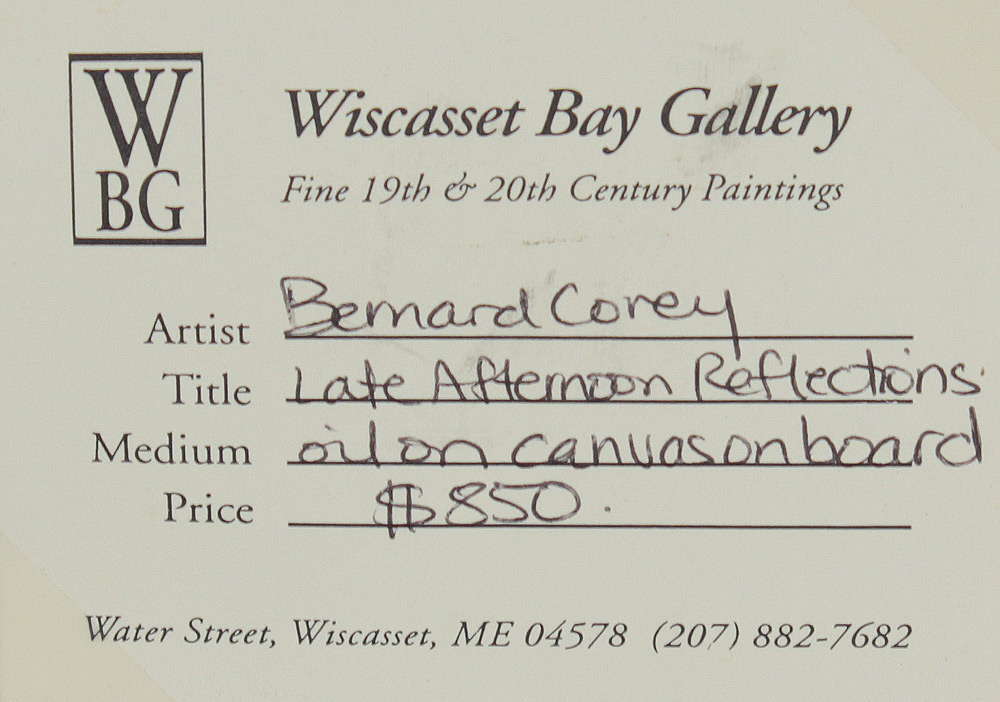 W
BG
Wiscasset Bay Gallery
Fine 19th & 20th Century Paintings
Artist Bernard Corey
Title Late Afternoon Reflections.
Medium oil on canvas on board
Price $850.
Water Street, Wiscasset, ME 04578 (207) 882-7682